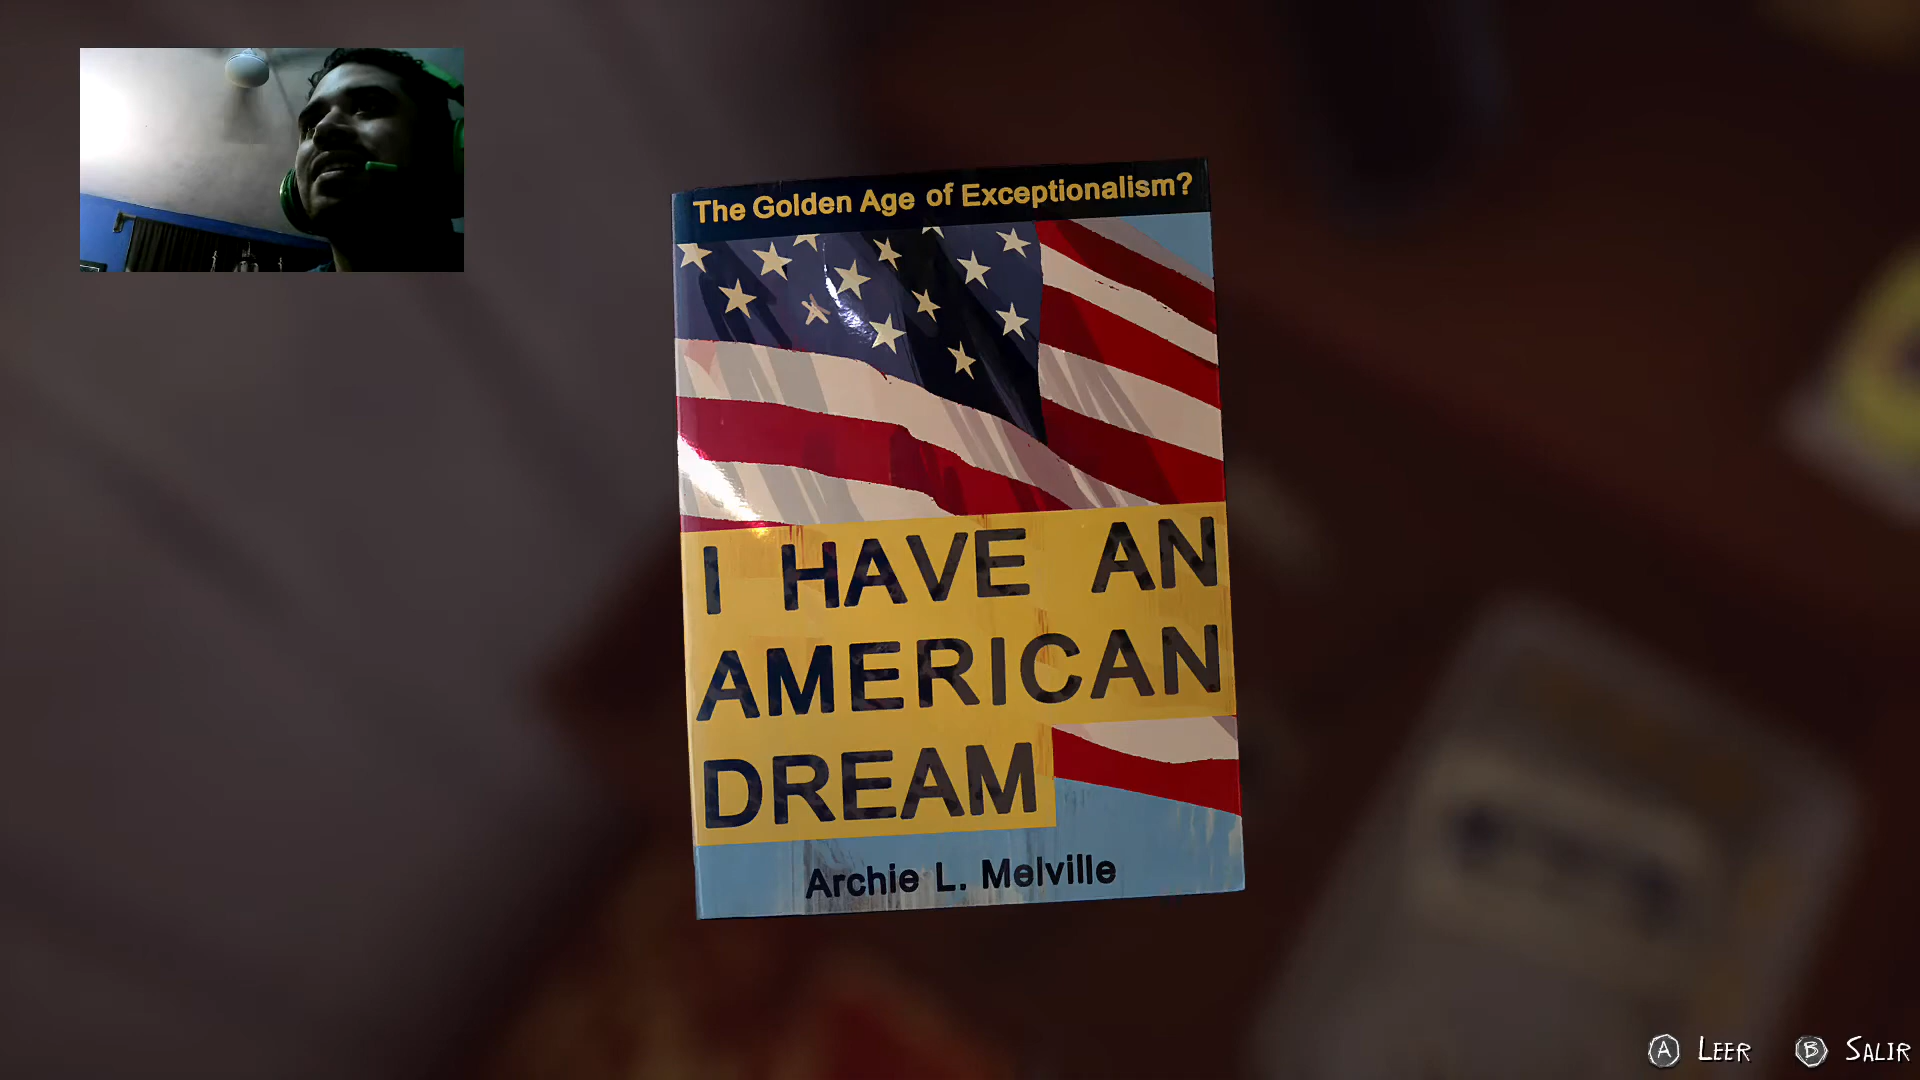 The Golden Age of Exceptionalism?
I HAVE AN
AMERICAN
DREAM
Archie L. Melville
A LEER B SALIR